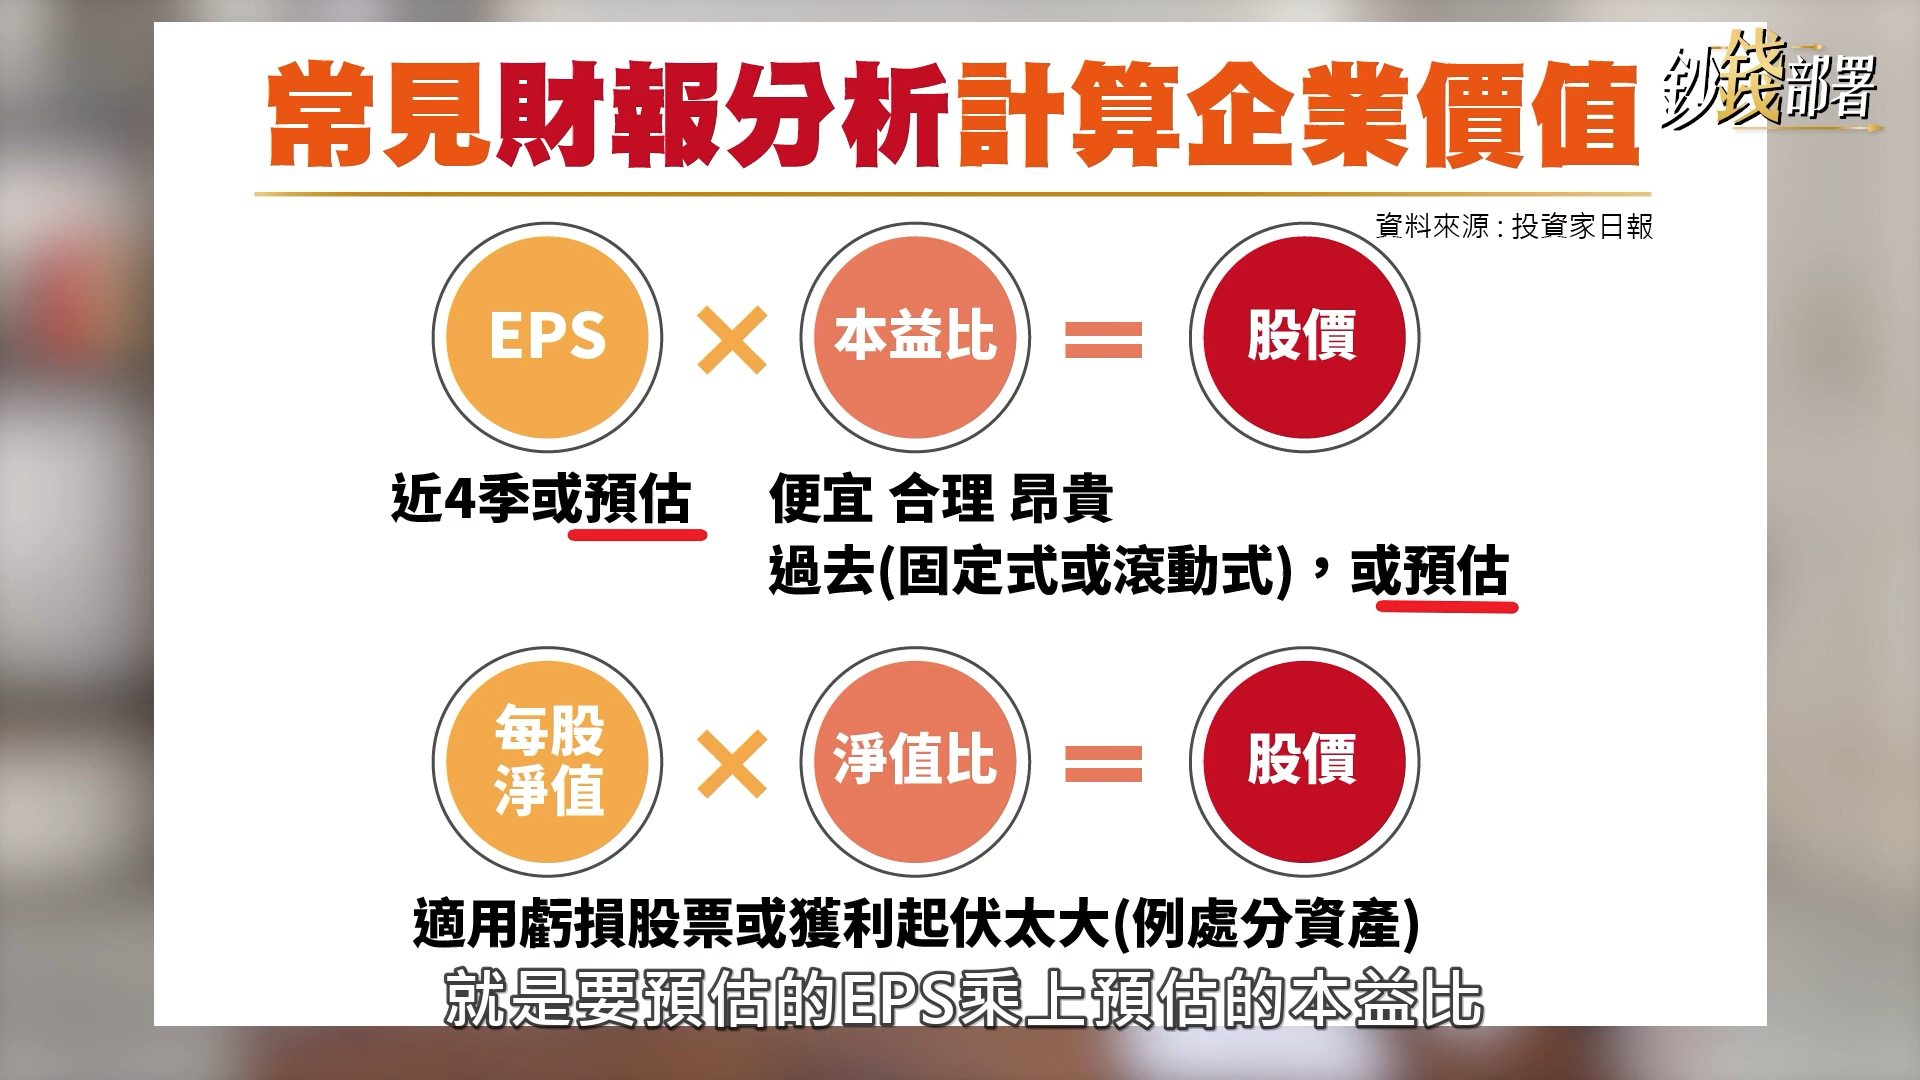 常見財報分析計算企業價值
鈔錢部署
資料來源:投資家日報
EPS × 本益比 = 股價
近4季或預估
便宜 合理 昂貴
過去(固定式或滾動式),或預估
每股
淨值
× 淨值比 = 股價
適用虧損股票或獲利起伏太大(例處分資產)
就是要預估的EPS乘上預估的本益比